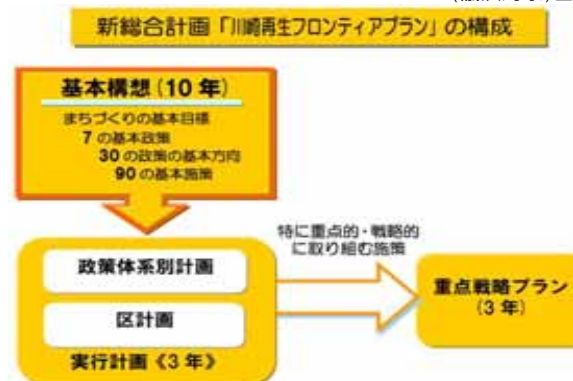 新総合計画「川崎再生フロンティアプラン」の構成
基本構想(10年)
まちづくりの基本目標
7の基本政策
30の政策の基本方向
90の基本施策
特に重点的・戦略的
に取り組む施策
政策体系別計画
区計画
実行計画《3年》
重点戦略プラン
(3年)